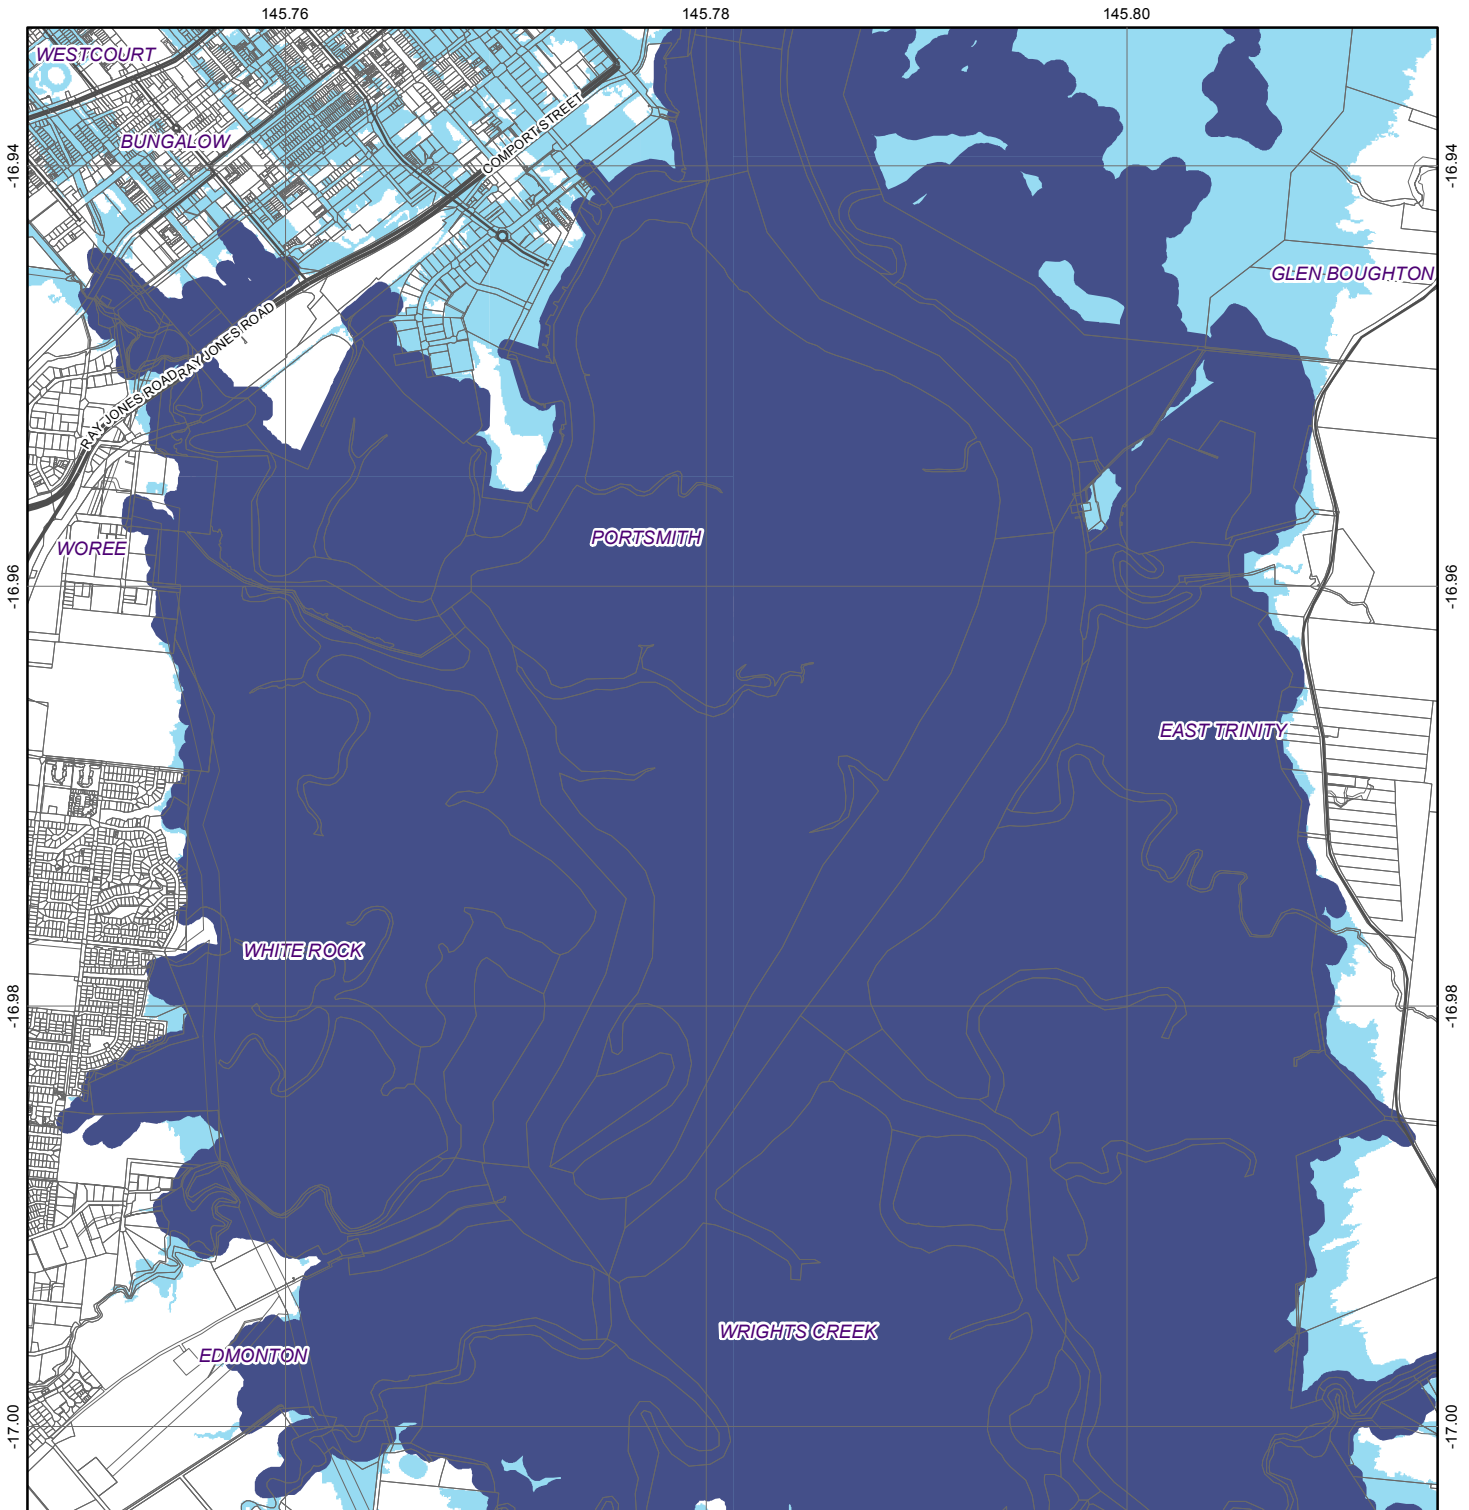 145.76
145.78
145.80
WESTCOURT
BUNGALOW
COMPORT STREET
-16.94
-16.94
GLEN BOUGHTON
RAY JONES ROAD
RAY JONES ROAD
PORTSMITH
WOREE
-16.96
-16.96
EAST TRINITY
WHITE ROCK
-16.98
-16.98
WRIGHTS CREEK
EDMONTON
-17.00
-17.00